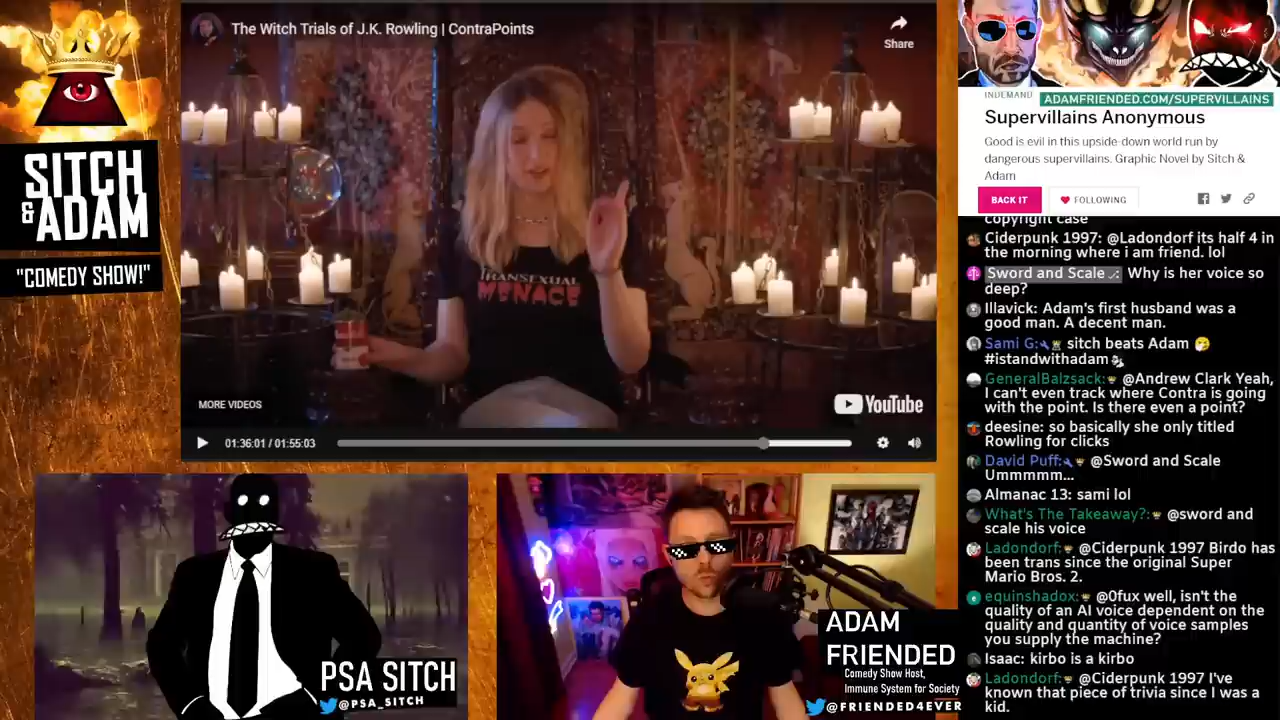 SITCH
& ADAM
"COMEDY SHOW!"
The Witch Trials of J.K. Rowling | ContraPoints
Share
TRANSEXUAL
MENACE
MORE VIDEOS
YouTube
01:36:01 / 01:55:03
PSA SITCH
@PSA_SITCH
ADAM
FRIENDED
Comedy Show Host,
Immune System for Society
@FRIENDED4EVER
INDEMAND
ADAMFRIENDED.COM/SUPERVILLAINS
Supervillains Anonymous
Good is evil in this upside-down world run by
dangerous supervillains. Graphic Novel by Sitch &
Adam
BACK IT
FOLLOWING
copyright case
Ciderpunk 1997: @Ladondorf its half 4 in
the morning where i am friend. lol
Sword and Scale Why is her voice so
deep?
Illavick: Adam's first husband was a
good man. A decent man.
Sami G: sitch beats Adam
#istandwithadam
GeneralBalzsack: @Andrew Clark Yeah,
I can't even track where Contra is going
with the point. Is there even a point?
deesine: so basically she only titled
Rowling for clicks
David Puff: @Sword and Scale
Ummmmm...
Almanac 13: sami lol
What's The Takeaway?: @sword and
scale his voice
Ladondorf: @Ciderpunk 1997 Birdo has
been trans since the original Super
Mario Bros. 2.
equinshadox: @0fux well, isn't the
quality of an AI voice dependent on the
quality and quantity of voice samples
you supply the machine?
Isaac: kirbo is a kirbo
Ladondorf: @Ciderpunk 1997 I've
known that piece of trivia since I was a
kid.